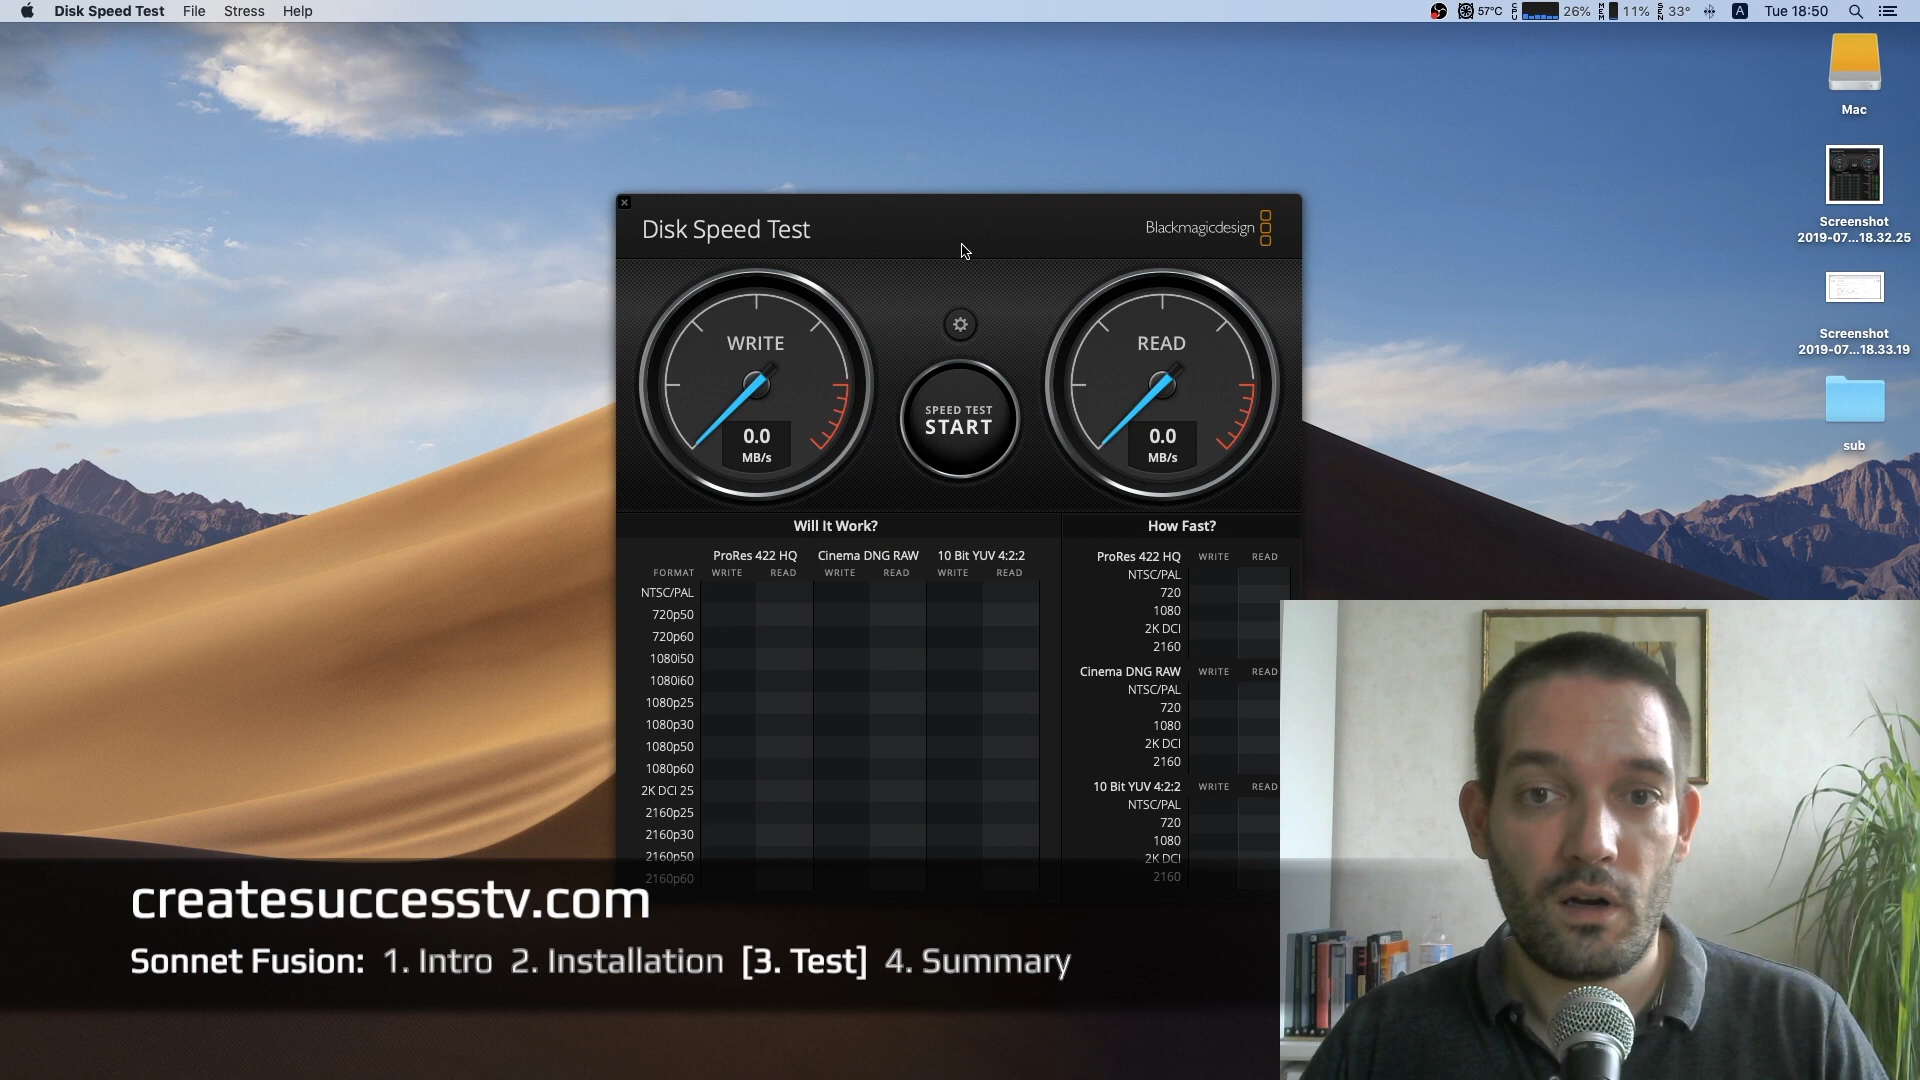 Disk Speed Test File Stress Help
57°C CPU 26% MEM 11% SEN 33° A Tue 18:50
Mac
Screenshot
2019-07...18.32.25
Screenshot
2019-07...18.33.19
sub
Disk Speed Test
Blackmagicdesign
WRITE
0.0
MB/s
SPEED TEST
START
READ
0.0
MB/s
Will It Work?
ProRes 422 HQ Cinema DNG RAW 10 Bit YUV 4:2:2
FORMAT WRITE READ WRITE READ WRITE READ
NTSC/PAL
720p50
720p60
1080i50
1080i60
1080p25
1080p30
1080p50
1080p60
2K DCI 25
2160p25
2160p30
2160p50
2160p60
How Fast?
ProRes 422 HQ WRITE READ
NTSC/PAL
720
1080
2K DCI
2160
Cinema DNG RAW WRITE READ
NTSC/PAL
720
1080
2K DCI
2160
10 Bit YUV 4:2:2 WRITE READ
NTSC/PAL
720
1080
2K DCI
2160
createsuccesstv.com
Sonnet Fusion: 1. Intro 2. Installation [3. Test] 4. Summary